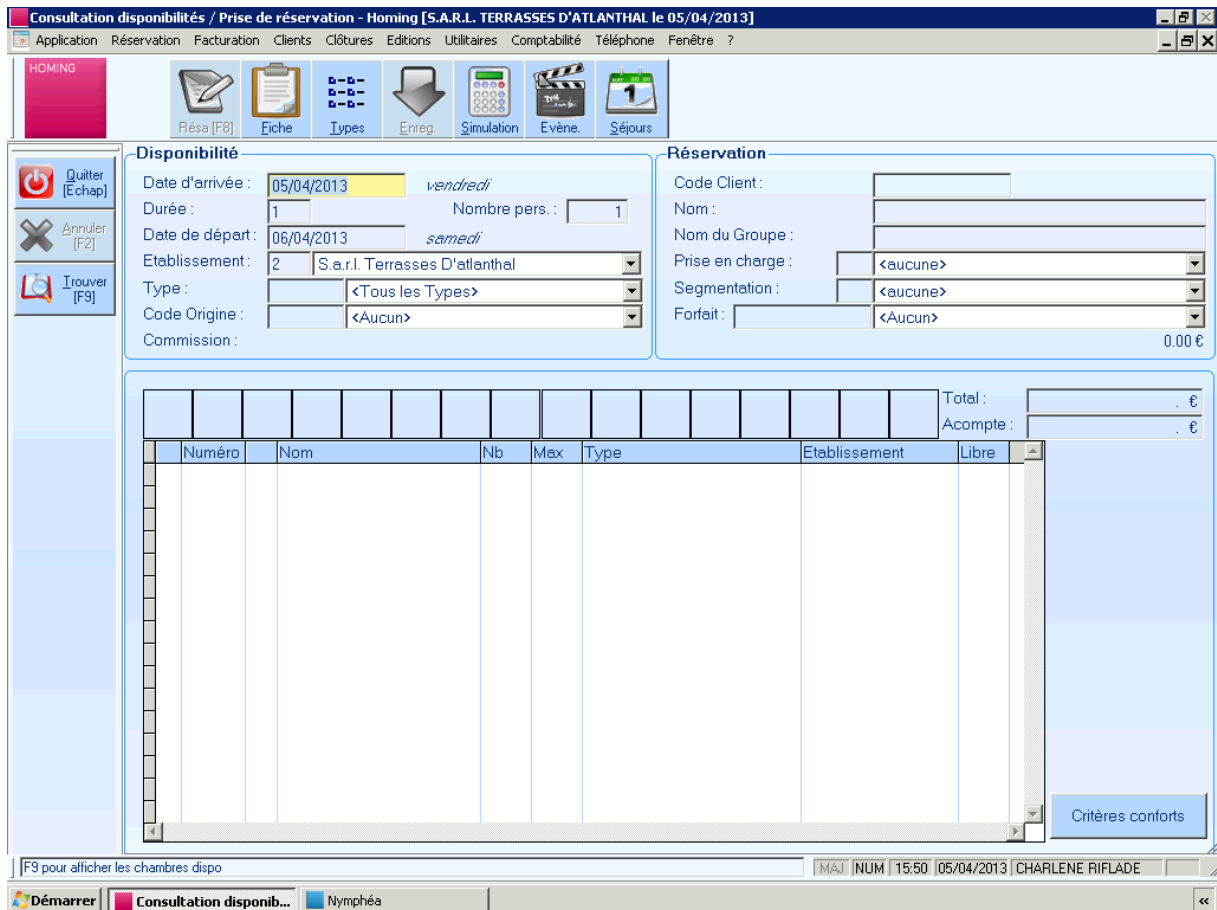 Consultation disponibilités / Prise de réservation - Homing [S.A.R.L. TERRASSES D'ATLANTHAL le 05/04/2013]
Application Réservation Facturation Clients Clôtures Editions Utilitaires Comptabilité Téléphone Fenêtre ?
HOMING
Résa [F8] Fiche Types Enreg. Simulation Evène. Séjours
Quitter [Echap]
Annuler [F2]
Trouver [F9]
Disponibilité
Date d'arrivée : 05/04/2013 vendredi
Durée : 1 Nombre pers. : 1
Date de départ : 06/04/2013 samedi
Etablissement : 2 S.a.r.l. Terrasses D'atlanthal
Type : <Tous les Types>
Code Origine : <Aucun>
Commission :
Réservation
Code Client :
Nom :
Nom du Groupe :
Prise en charge : <aucune>
Segmentation : <aucune>
Forfait : <Aucun>
0.00 €
Total : . €
Acompte : . €
Numéro Nom Nb Max Type Etablissement Libre
Critères conforts
F9 pour afficher les chambres dispo MAJ NUM 15:50 05/04/2013 CHARLENE RIFLADE
Démarrer Consultation disponib... Nymphéa «